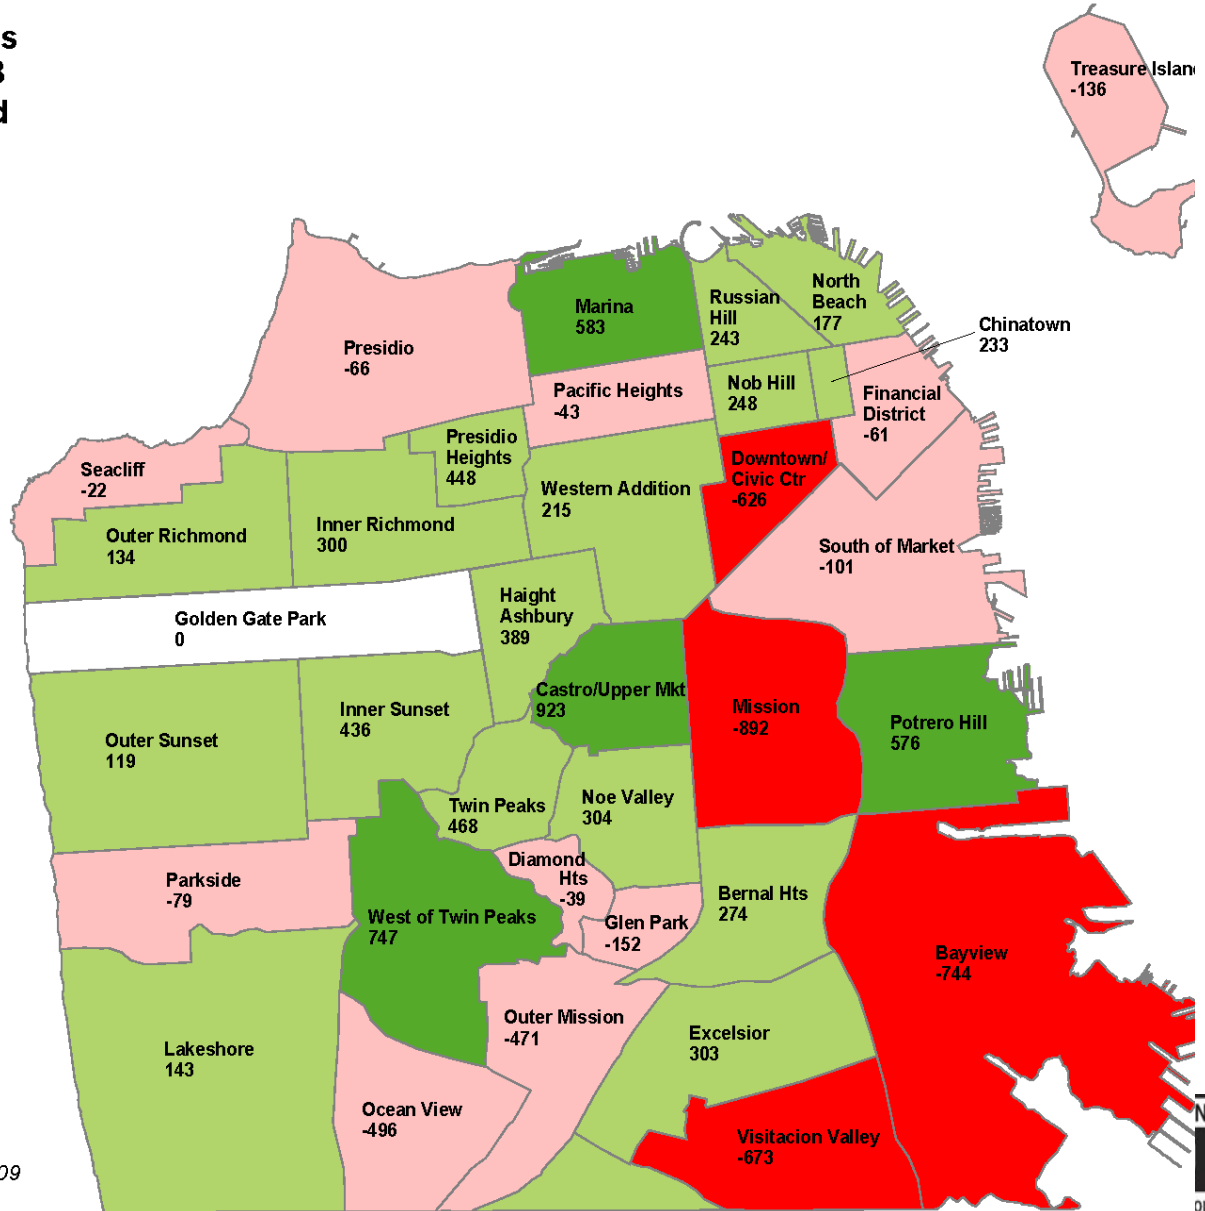 s
d
Treasure
-136
Marina
583
Russian
Hill
243
North
Beach
177
Chinatown
233
Presidio
-66
Pacific Heights
-43
Nob Hill
248
Financial
District
-61
Presidio
Heights
448
Seacliff
-22
Downtown/
Civic Ctr
-626
Western Addition
215
Outer Richmond
134
Inner Richmond
300
South of Market
-101
Haight
Ashbury
389
Golden Gate Park
0
Castro/Upper Mkt
923
Inner Sunset
436
Mission
-892
Outer Sunset
119
Potrero Hill
576
Twin Peaks
468
Noe Valley
304
Diamond
Hts
-39
Parkside
-79
West of Twin Peaks
747
Glen Park
-152
Bernal Hts
274
Bayview
-744
Outer Mission
-471
Excelsior
303
Lakeshore
143
Ocean View
-496
Visitacion Valley
-673
09
N